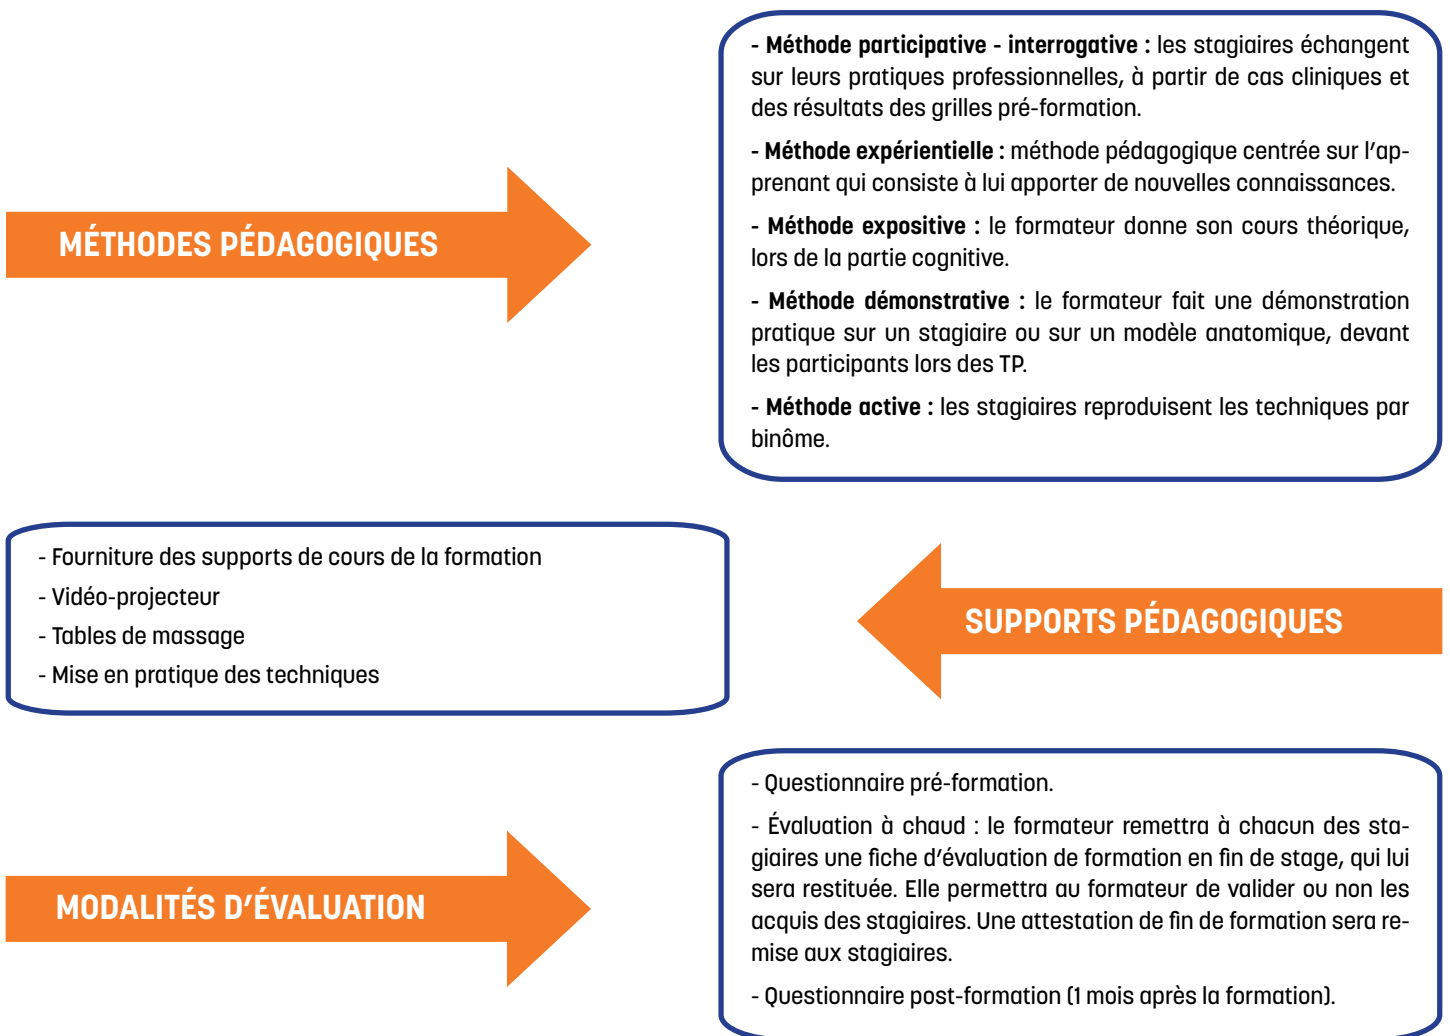 MÉTHODES PÉDAGOGIQUES
- Méthode participative - interrogative : les stagiaires échangent
sur leurs pratiques professionnelles, à partir de cas cliniques et
des résultats des grilles pré-formation.
- Méthode expérientielle : méthode pédagogique centrée sur l'ap-
prenant qui consiste à lui apporter de nouvelles connaissances.
- Méthode expositive : le formateur donne son cours théorique,
lors de la partie cognitive.
- Méthode démonstrative : le formateur fait une démonstration
pratique sur un stagiaire ou sur un modèle anatomique, devant
les participants lors des TP.
- Méthode active : les stagiaires reproduisent les techniques par
binôme.
SUPPORTS PÉDAGOGIQUES
- Fourniture des supports de cours de la formation
- Vidéo-projecteur
- Tables de massage
- Mise en pratique des techniques
MODALITÉS D'ÉVALUATION
- Questionnaire pré-formation.
- Évaluation à chaud : le formateur remettra à chacun des sta-
giaires une fiche d'évaluation de formation en fin de stage, qui lui
sera restituée. Elle permettra au formateur de valider ou non les
acquis des stagiaires. Une attestation de fin de formation sera re-
mise aux stagiaires.
- Questionnaire post-formation (1 mois après la formation).